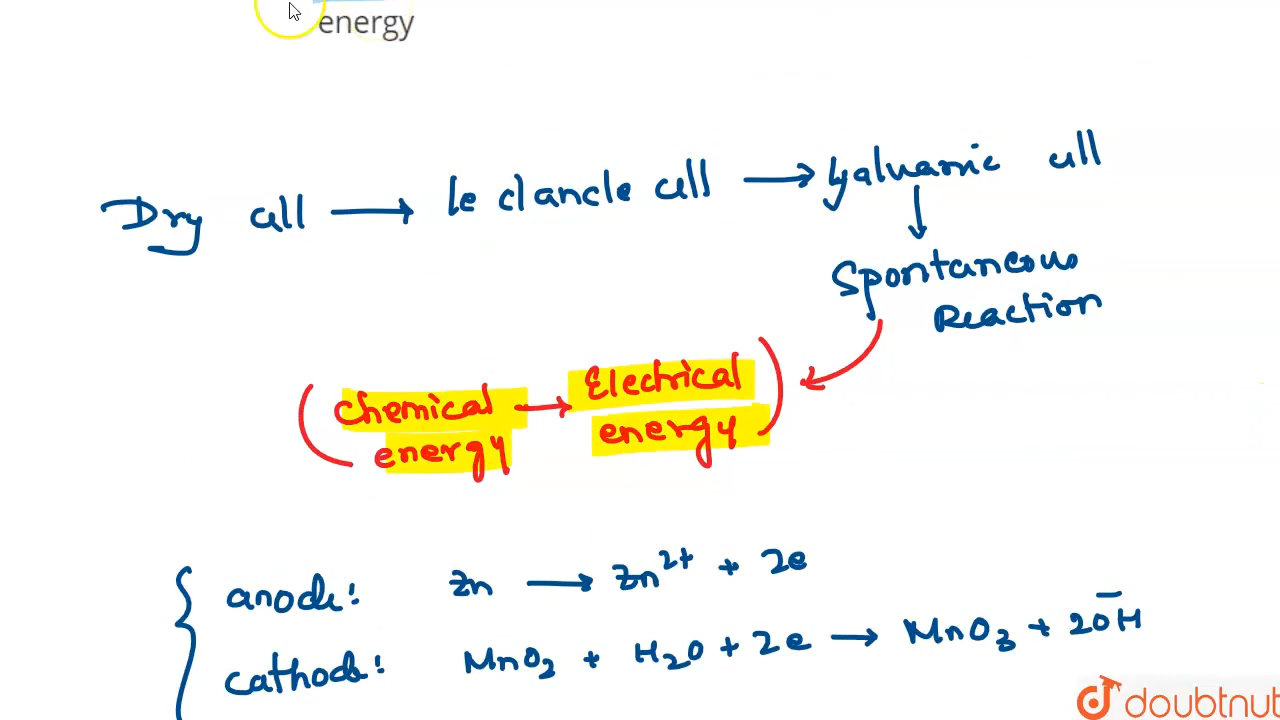 energy
Dry cell → le clancle cell → Galvanic cell
↓
Spontaneous
Reaction
(Chemical → Electrical)
energy energy
anode: Zn → Zn²⁺ + 2e
cathode: MnO₂ + H₂O + 2e → MnO₃ + 2ŌH
doubtnut